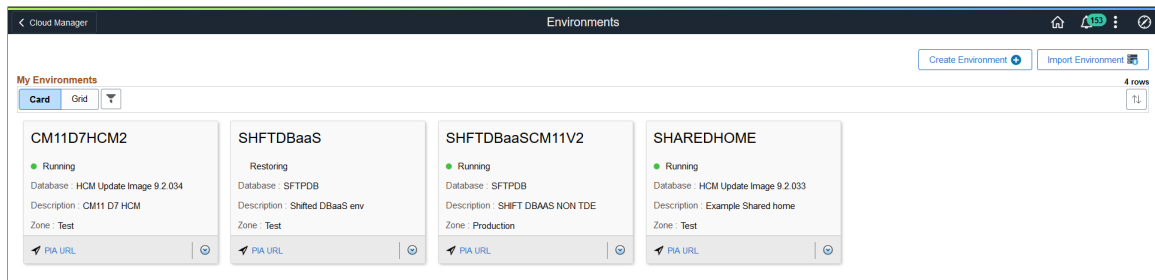 Cloud Manager
Environments
153
Create Environment
Import Environment
My Environments
4 rows
Card Grid
CM11D7HCM2
Running
Database : HCM Update Image 9.2.034
Description : CM11 D7 HCM
Zone : Test
PIA URL
SHFTDBaaS
Restoring
Database : SFTPDB
Description : Shifted DBaaS env
Zone : Test
PIA URL
SHFTDBaaSCM11V2
Running
Database : SFTPDB
Description : SHIFT DBAAS NON TDE
Zone : Production
PIA URL
SHAREDHOME
Running
Database : HCM Update Image 9.2.033
Description : Example Shared home
Zone : Test
PIA URL